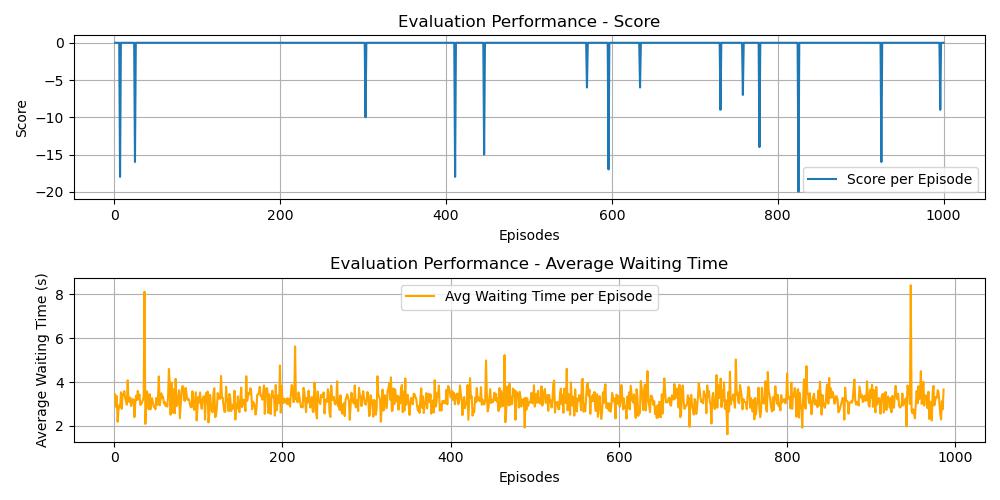 Evaluation Performance - Score
Score
0
−5
−10
−15
−20
Score per Episode
0 200 400 600 800 1000
Episodes
Evaluation Performance - Average Waiting Time
Average Waiting Time (s)
8
6
4
2
Avg Waiting Time per Episode
0 200 400 600 800 1000
Episodes